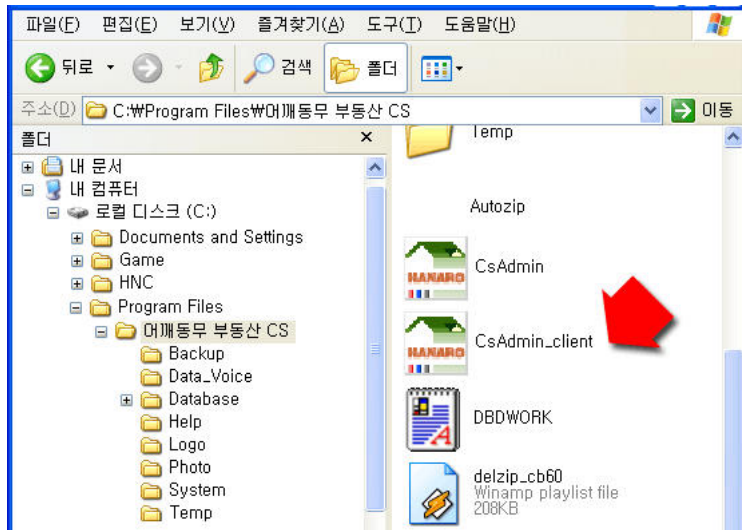 파일(F) 편집(E) 보기(V) 즐겨찾기(A) 도구(T) 도움말(H)
뒤로 검색 폴더
주소(D) C:₩Program Files₩어깨동무 부동산 CS 이동
폴더 ×
내 문서
내 컴퓨터
로컬 디스크 (C:)
Documents and Settings
Game
HNC
Program Files
어깨동무 부동산 CS
Backup
Data_Voice
Database
Help
Logo
Photo
System
Temp
Temp
Autozip
HANARO
CsAdmin
HANARO
CsAdmin_client
DBDWORK
delzip_cb60
Winamp playlist file
208KB